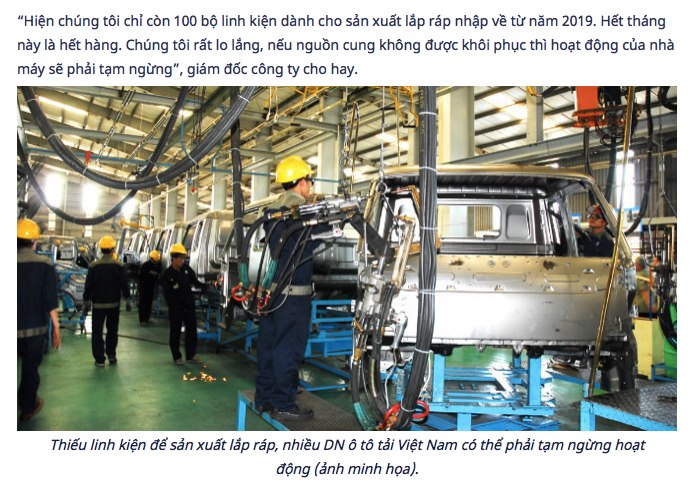 “Hiện chúng tôi chỉ còn 100 bộ linh kiện dành cho sản xuất lắp ráp nhập về từ năm 2019. Hết tháng
này là hết hàng. Chúng tôi rất lo lắng, nếu nguồn cung không được khôi phục thì hoạt động của nhà
máy sẽ phải tạm ngừng”, giám đốc công ty cho hay.
Thiếu linh kiện để sản xuất lắp ráp, nhiều DN ô tô tải Việt Nam có thể phải tạm ngừng hoạt
động (ảnh minh họa).